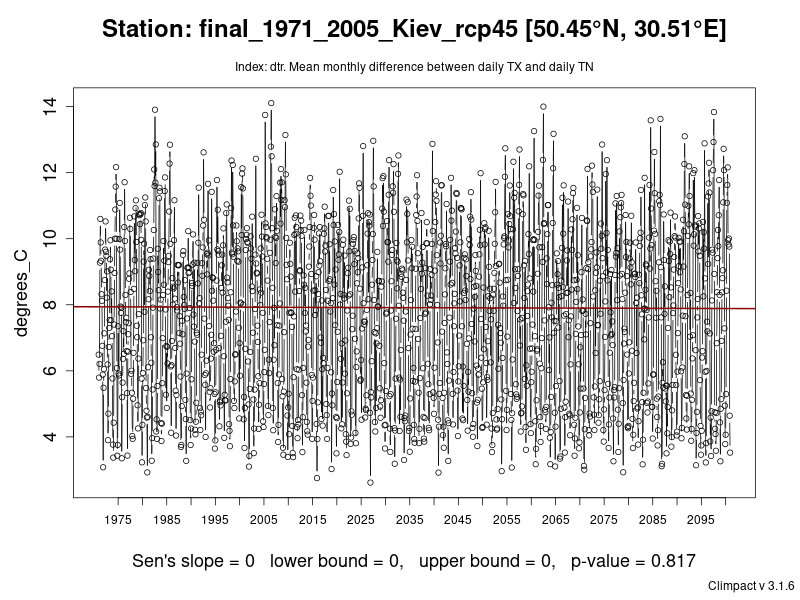 Station: final_1971_2005_Kiev_rcp45 [50.45°N, 30.51°E]
Index: dtr. Mean monthly difference between daily TX and daily TN
degrees_C
14
12
10
8
6
4
1975 1985 1995 2005 2015 2025 2035 2045 2055 2065 2075 2085 2095
Sen's slope = 0 lower bound = 0, upper bound = 0, p-value = 0.817
Climpact v 3.1.6